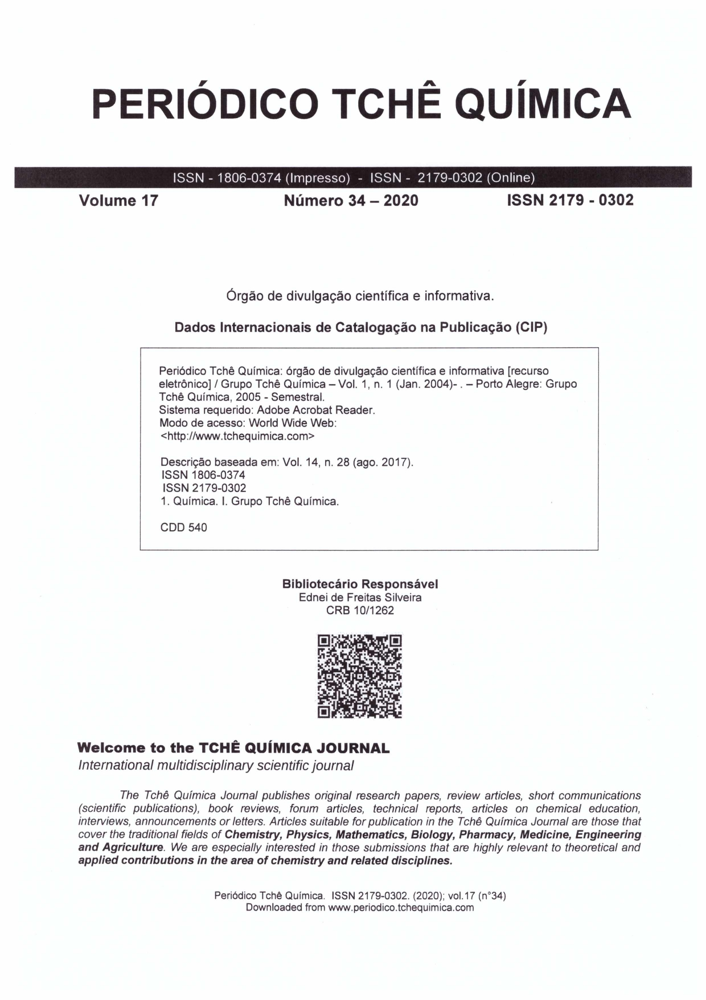 PERIÓDICO TCHÊ QUÍMICA
ISSN - 1806-0374 (Impresso) - ISSN - 2179-0302 (Online)
Volume 17 Número 34 – 2020 ISSN 2179 - 0302
Órgão de divulgação científica e informativa.
Dados Internacionais de Catalogação na Publicação (CIP)
Periódico Tchê Química: órgão de divulgação científica e informativa [recurso
eletrônico] / Grupo Tchê Química – Vol. 1, n. 1 (Jan. 2004)- . – Porto Alegre: Grupo
Tchê Química, 2005 - Semestral.
Sistema requerido: Adobe Acrobat Reader.
Modo de acesso: World Wide Web:
<http://www.tchequimica.com>
Descrição baseada em: Vol. 14, n. 28 (ago. 2017).
ISSN 1806-0374
ISSN 2179-0302
1. Química. I. Grupo Tchê Química.
CDD 540
Bibliotecário Responsável
Ednei de Freitas Silveira
CRB 10/1262
Welcome to the TCHÊ QUÍMICA JOURNAL
International multidisciplinary scientific journal
The Tchê Química Journal publishes original research papers, review articles, short communications
(scientific publications), book reviews, forum articles, technical reports, articles on chemical education,
interviews, announcements or letters. Articles suitable for publication in the Tchê Química Journal are those that
cover the traditional fields of Chemistry, Physics, Mathematics, Biology, Pharmacy, Medicine, Engineering
and Agriculture. We are especially interested in those submissions that are highly relevant to theoretical and
applied contributions in the area of chemistry and related disciplines.
Periódico Tchê Química. ISSN 2179-0302. (2020); vol.17 (n°34)
Downloaded from www.periodico.tchequimica.com